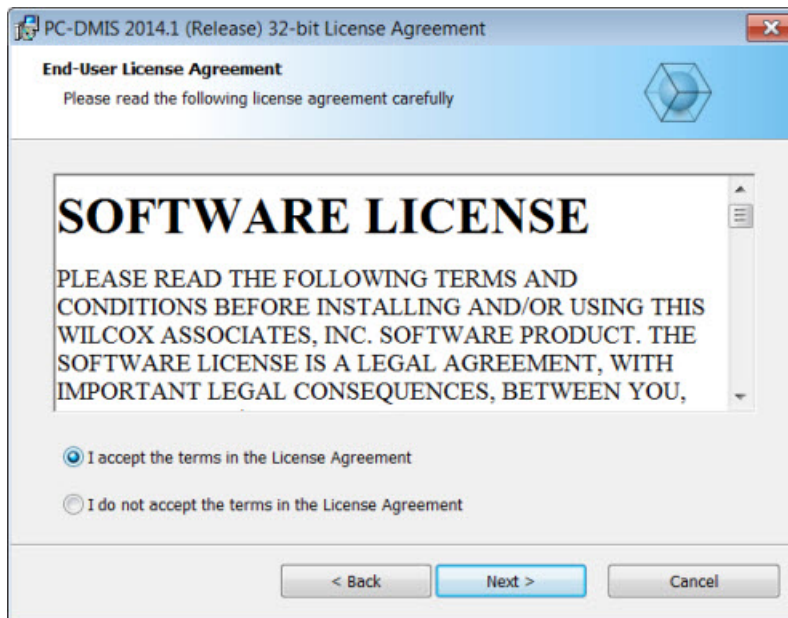 PC-DMIS 2014.1 (Release) 32-bit License Agreement
End-User License Agreement
Please read the following license agreement carefully
SOFTWARE LICENSE
PLEASE READ THE FOLLOWING TERMS AND
CONDITIONS BEFORE INSTALLING AND/OR USING THIS
WILCOX ASSOCIATES, INC. SOFTWARE PRODUCT. THE
SOFTWARE LICENSE IS A LEGAL AGREEMENT, WITH
IMPORTANT LEGAL CONSEQUENCES, BETWEEN YOU,
I accept the terms in the License Agreement
I do not accept the terms in the License Agreement
< Back
Next >
Cancel